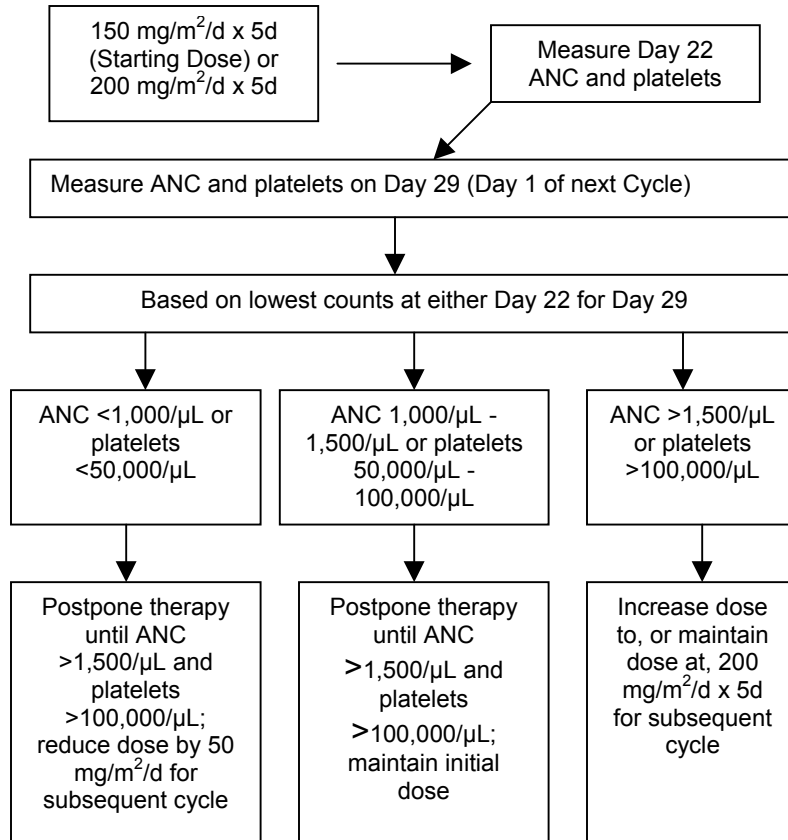 150 mg/m²/d x 5d
(Starting Dose) or
200 mg/m²/d x 5d
Measure Day 22
ANC and platelets
Measure ANC and platelets on Day 29 (Day 1 of next Cycle)
Based on lowest counts at either Day 22 for Day 29
ANC <1,000/µL or
platelets
<50,000/µL
ANC 1,000/µL -
1,500/µL or platelets
50,000/µL -
100,000/µL
ANC >1,500/µL
or platelets
>100,000/µL
Postpone therapy
until ANC
>1,500/µL and
platelets
>100,000/µL;
reduce dose by 50
mg/m²/d for
subsequent cycle
Postpone therapy
until ANC
>1,500/µL and
platelets
>100,000/µL;
maintain initial
dose
Increase dose
to, or maintain
dose at, 200
mg/m²/d x 5d
for subsequent
cycle